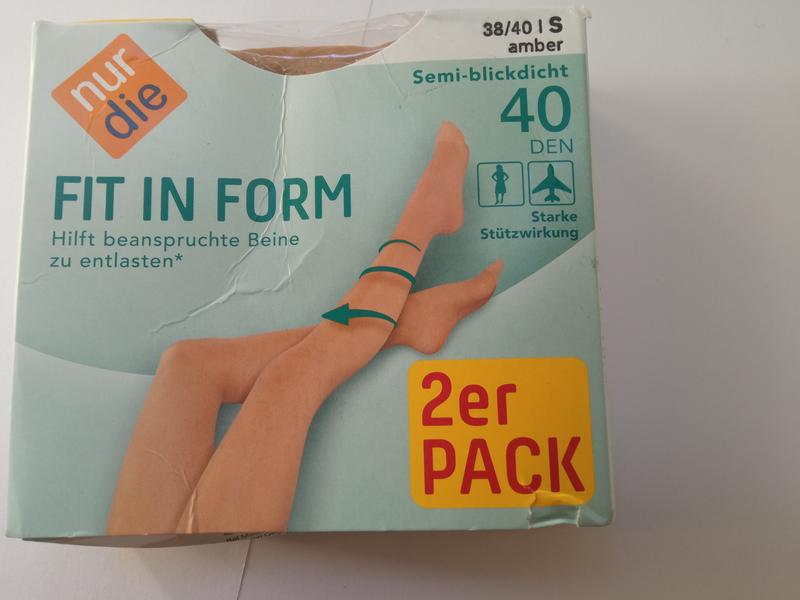 nur
die
38/40 | S
amber
Semi-blickdicht
40
DEN
FIT IN FORM
Hilft beanspruchte Beine
zu entlasten*
Starke
Stützwirkung
2er
PACK